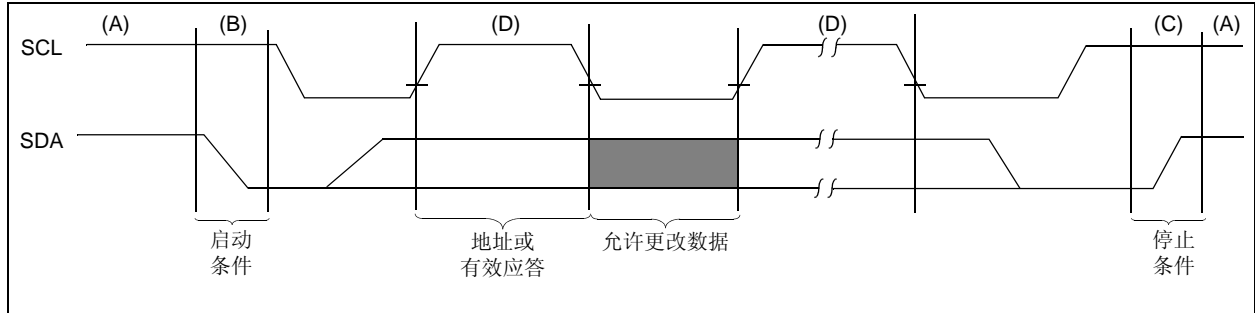 (A) (B) (D) (D) (C) (A)
SCL
SDA
启动
条件
地址或
有效应答
允许更改数据
停止
条件